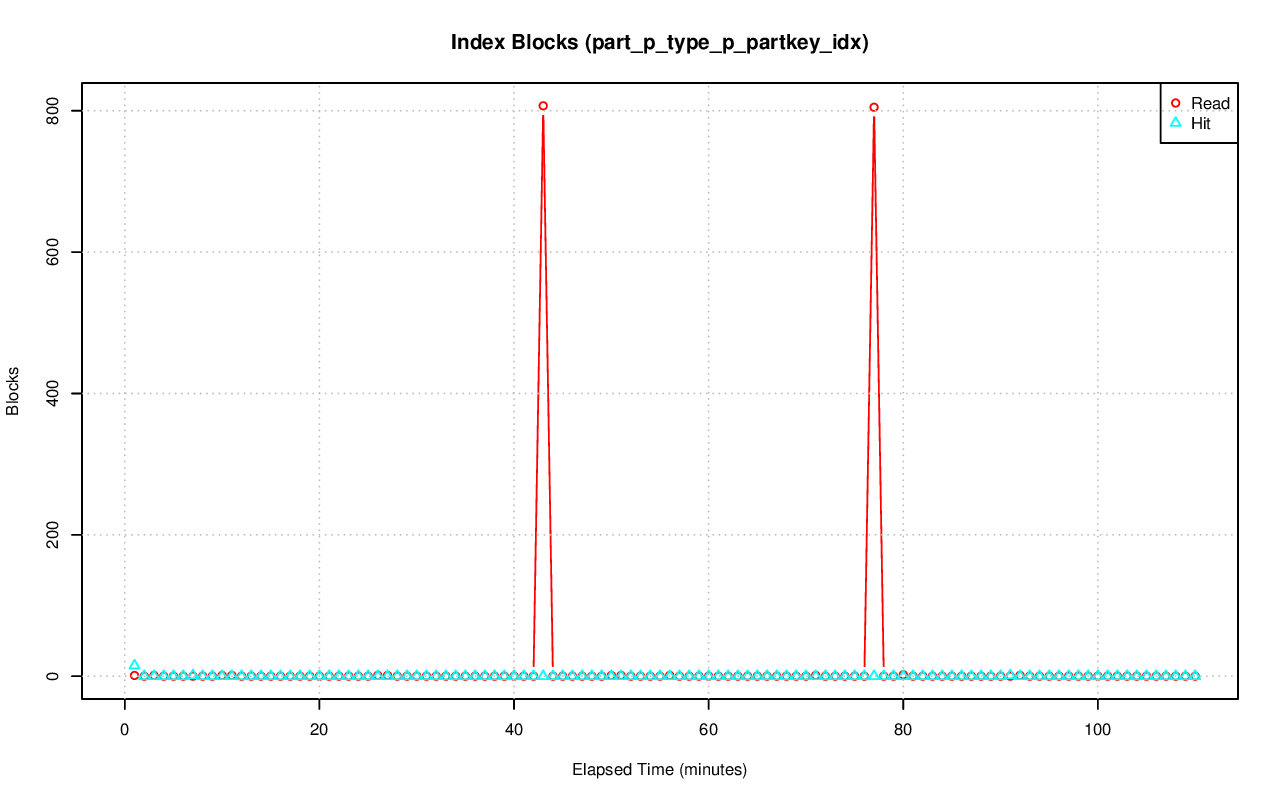 Index Blocks (part_p_type_p_partkey_idx)
Read
Hit
Blocks
800
600
400
200
0
0 20 40 60 80 100
Elapsed Time (minutes)